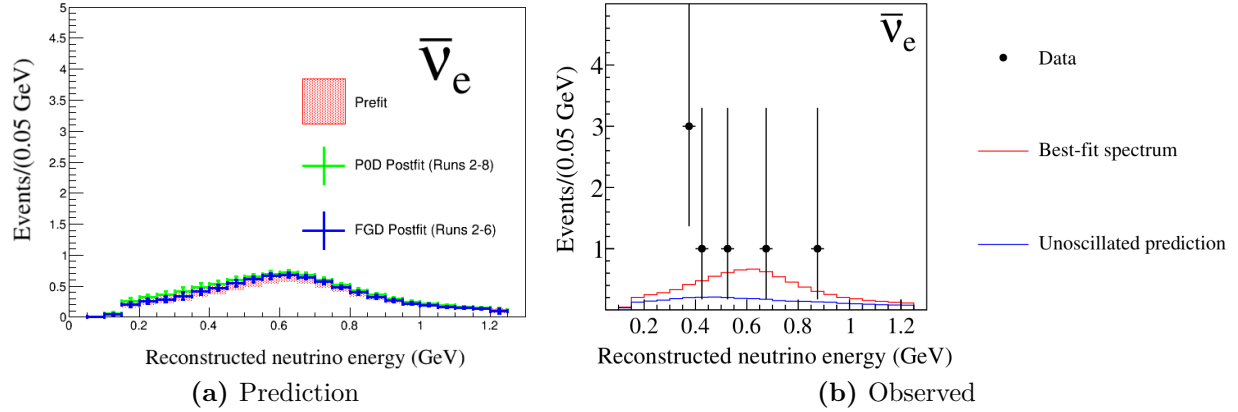 Events/(0.05 GeV)
5
4.5
4
3.5
3
2.5
2
1.5
1
0.5
0
ν̅e
Prefit
P0D Postfit (Runs 2-8)
FGD Postfit (Runs 2-6)
0 0.2 0.4 0.6 0.8 1 1.2
Reconstructed neutrino energy (GeV)
(a) Prediction
Events/(0.05 GeV)
4
3
2
1
ν̅e
0.2 0.4 0.6 0.8 1 1.2
Reconstructed neutrino energy (GeV)
(b) Observed
Data
Best-fit spectrum
Unoscillated prediction